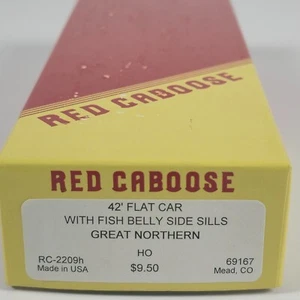 RED CABOOSE
RED CABOOSE
42' FLAT CAR
WITH FISH BELLY SIDE SILLS
GREAT NORTHERN
HO
RC-2209h 69167
Made in USA $9.50 Mead, CO